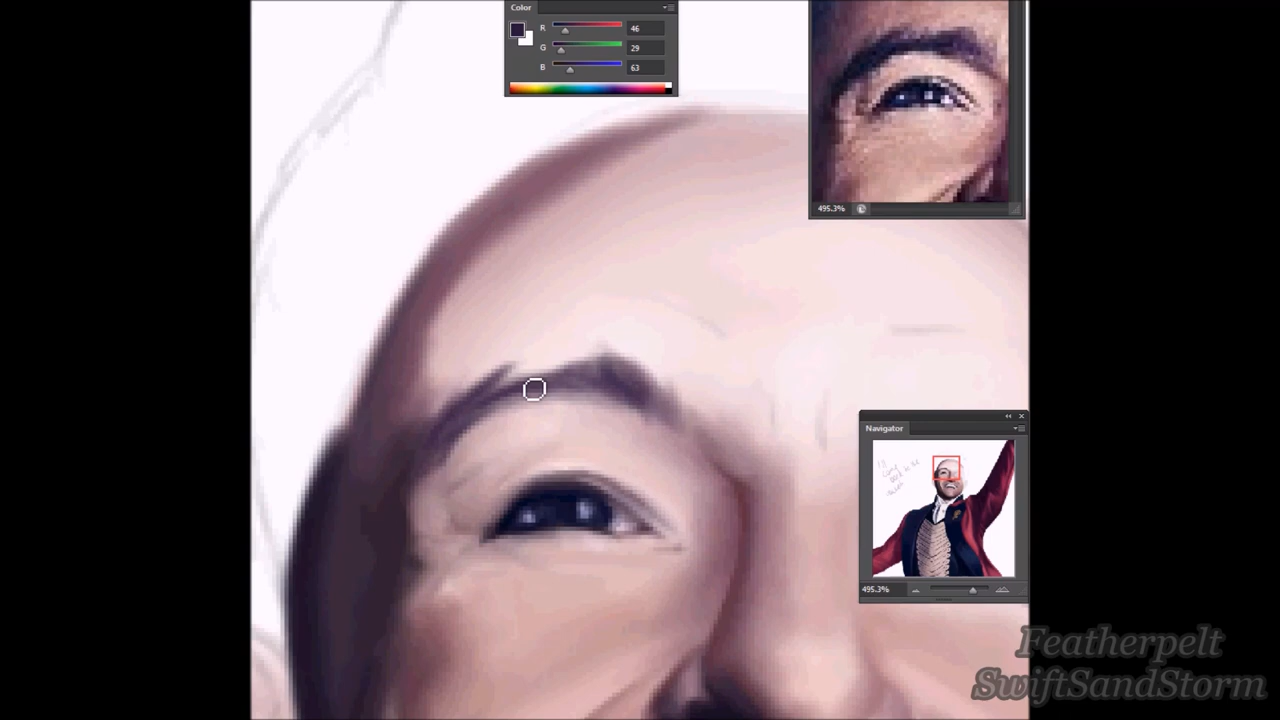 Color
R 46
G 29
B 63
495.3%
Navigator
495.3%
Featherpelt
SwiftSandStorm